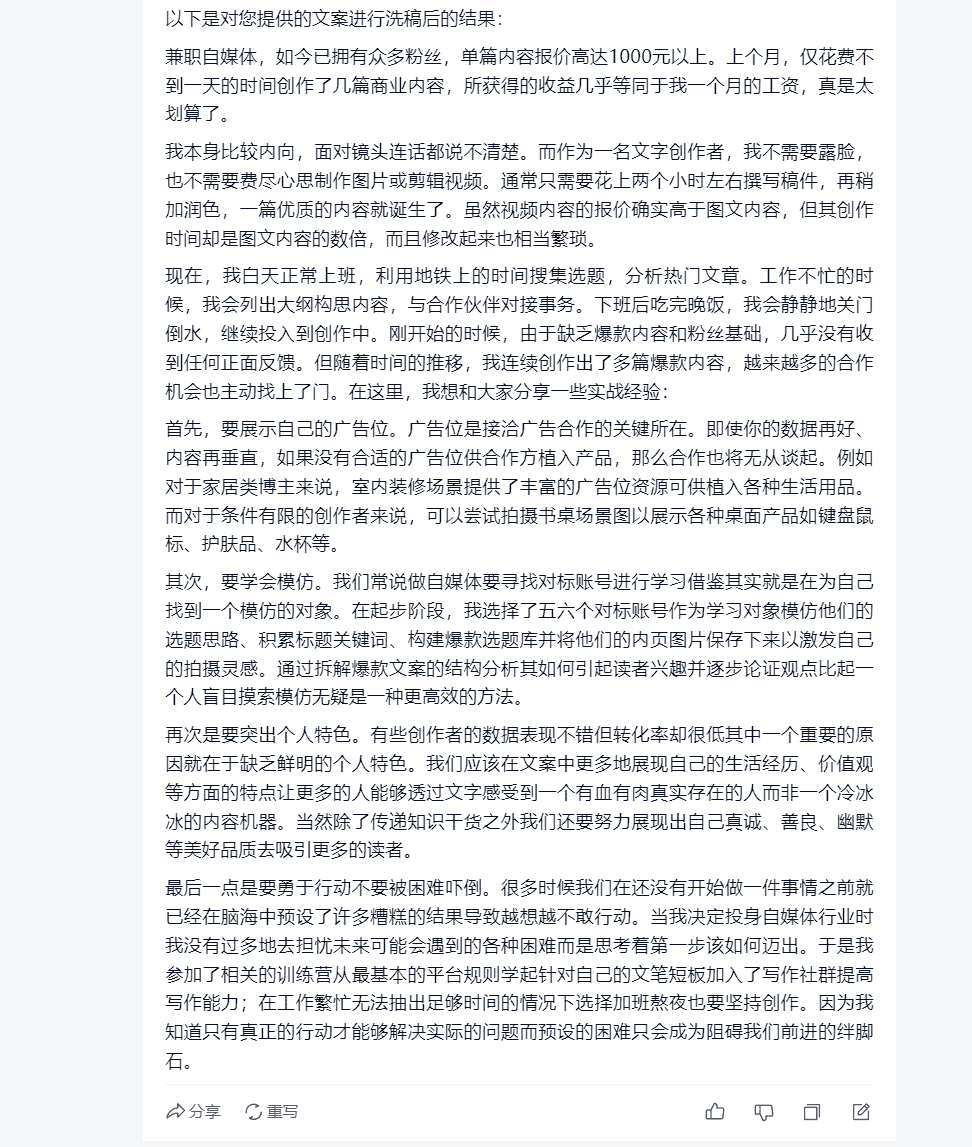 以下是对您提供的文案进行洗稿后的结果：
兼职自媒体，如今已拥有众多粉丝，单篇内容报价高达1000元以上。上个月，仅花费不
到一天的时间创作了几篇商业内容，所获得的收益几乎等同于我一个月的工资，真是太
划算了。
我本身比较内向，面对镜头连话都说不清楚。而作为一名文字创作者，我不需要露脸，
也不需要费尽心思制作图片或剪辑视频。通常只需要花上两个小时左右撰写稿件，再稍
加润色，一篇优质的内容就诞生了。虽然视频内容的报价确实高于图文内容，但其创作
时间却是图文内容的数倍，而且修改起来也相当繁琐。
现在，我白天正常上班，利用地铁上的时间搜集选题，分析热门文章。工作不忙的时
候，我会列出大纲构思内容，与合作伙伴对接事务。下班后吃完晚饭，我会静静地关门
倒水，继续投入到创作中。刚开始的时候，由于缺乏爆款内容和粉丝基础，几乎没有收
到任何正面反馈。但随着时间的推移，我连续创作出了多篇爆款内容，越来越多的合作
机会也主动找上了门。在这里，我想和大家分享一些实战经验：
首先，要展示自己的广告位。广告位是接洽广告合作的关键所在。即使你的数据再好、
内容再垂直，如果没有合适的广告位供合作方植入产品，那么合作也将无从谈起。例如
对于家居类博主来说，室内装修场景提供了丰富的广告位资源可供植入各种生活用品。
而对于条件有限的创作者来说，可以尝试拍摄书桌场景图以展示各种桌面产品如键盘鼠
标、护肤品、水杯等。
其次，要学会模仿。我们常说做自媒体要寻找对标账号进行学习借鉴其实就是在为自己
找到一个模仿的对象。在起步阶段，我选择了五六个对标账号作为学习对象模仿他们的
选题思路、积累标题关键词、构建爆款选题库并将他们的内页图片保存下来以激发自己
的拍摄灵感。通过拆解爆款文案的结构分析其如何引起读者兴趣并逐步论证观点比起一
个人盲目摸索模仿无疑是一种更高效的方法。
再次是要突出个人特色。有些创作者的数据表现不错但转化率却很低其中一个重要的原
因就在于缺乏鲜明的个人特色。我们应该在文案中更多地展现自己的生活经历、价值观
等方面的特点让更多的人能够透过文字感受到一个有血有肉真实存在的人而非一个冷冰
冰的内容机器。当然除了传递知识干货之外我们还要努力展现出自己真诚、善良、幽默
等美好品质去吸引更多的读者。
最后一点是要勇于行动不要被困难吓倒。很多时候我们在还没有开始做一件事情之前就
已经在脑海中预设了许多糟糕的结果导致越想越不敢行动。当我决定投身自媒体行业时
我没有过多地去担忧未来可能会遇到的各种困难而是思考着第一步该如何迈出。于是我
参加了相关的训练营从最基本的平台规则学起针对自己的文笔短板加入了写作社群提高
写作能力；在工作繁忙无法抽出足够时间的情况下选择加班熬夜也要坚持创作。因为我
知道只有真正的行动才能够解决实际的问题而预设的困难只会成为阻碍我们前进的绊脚
石。
分享 重写